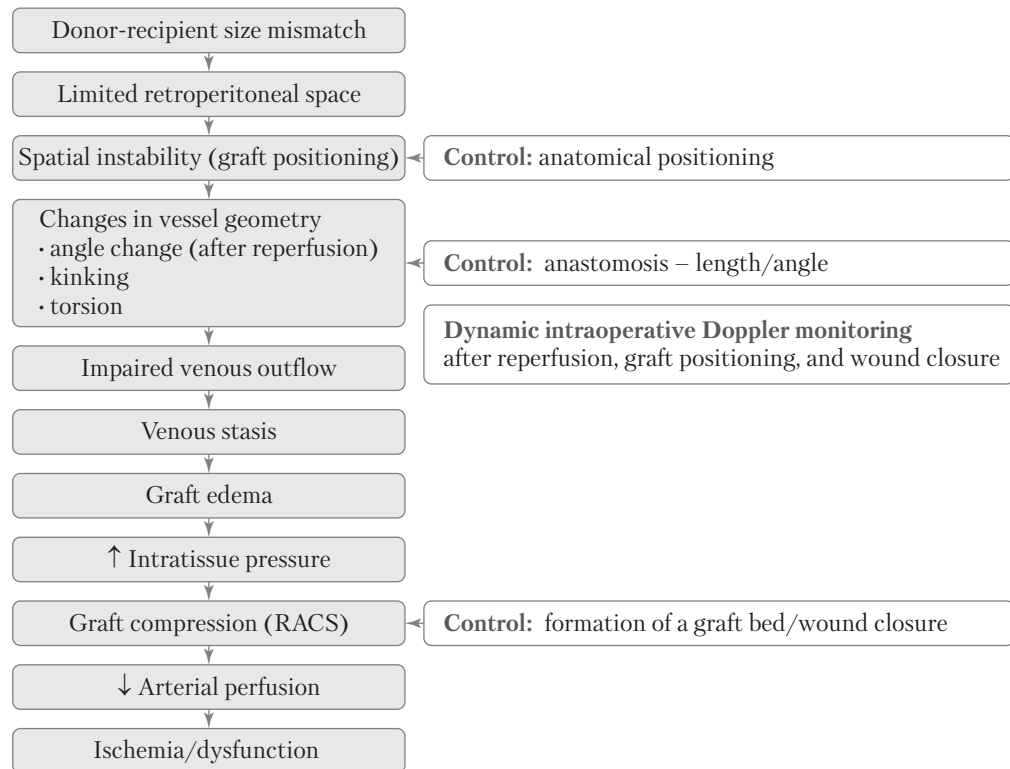 Donor-recipient size mismatch
Limited retroperitoneal space
Spatial instability (graft positioning)
Control: anatomical positioning
Changes in vessel geometry
· angle change (after reperfusion)
· kinking
· torsion
Control: anastomosis – length/angle
Dynamic intraoperative Doppler monitoring
after reperfusion, graft positioning, and wound closure
Impaired venous outflow
Venous stasis
Graft edema
↑ Intratissue pressure
Graft compression (RACS)
Control: formation of a graft bed/wound closure
↓ Arterial perfusion
Ischemia/dysfunction